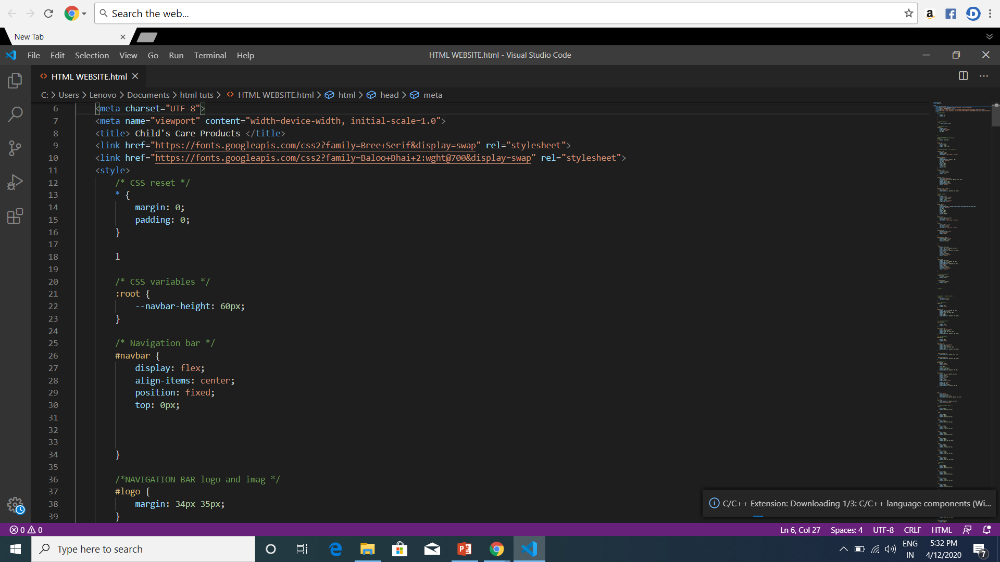 Search the web...
New Tab
File Edit Selection View Go Run Terminal Help
HTML WEBSITE.html - Visual Studio Code
HTML WEBSITE.html
C: > Users > Lenovo > Documents > html tuts > HTML WEBSITE.html > html > head > meta
6 <meta charset="UTF-8">
7 <meta name="viewport" content="width=device-width, initial-scale=1.0">
8 <title> Child's Care Products </title>
9 <link href="https://fonts.googleapis.com/css2?family=Bree+Serif&display=swap" rel="stylesheet">
10 <link href="https://fonts.googleapis.com/css2?family=Baloo+Bhai+2:wght@700&display=swap" rel="stylesheet">
11 <style>
12 /* CSS reset */
13 * {
14 margin: 0;
15 padding: 0;
16 }
17
18 l
19
20 /* CSS variables */
21 :root {
22 --navbar-height: 60px;
23 }
24
25 /* Navigation bar */
26 #navbar {
27 display: flex;
28 align-items: center;
29 position: fixed;
30 top: 0px;
31
32
33
34 }
35
36 /*NAVIGATION BAR logo and imag */
37 #logo {
38 margin: 34px 35px;
39 }
C/C++ Extension: Downloading 1/3: C/C++ language components (Wi...
0 0
Ln 6, Col 27 Spaces: 4 UTF-8 CRLF HTML
Type here to search
ENG
IN
5:32 PM
4/12/2020
7